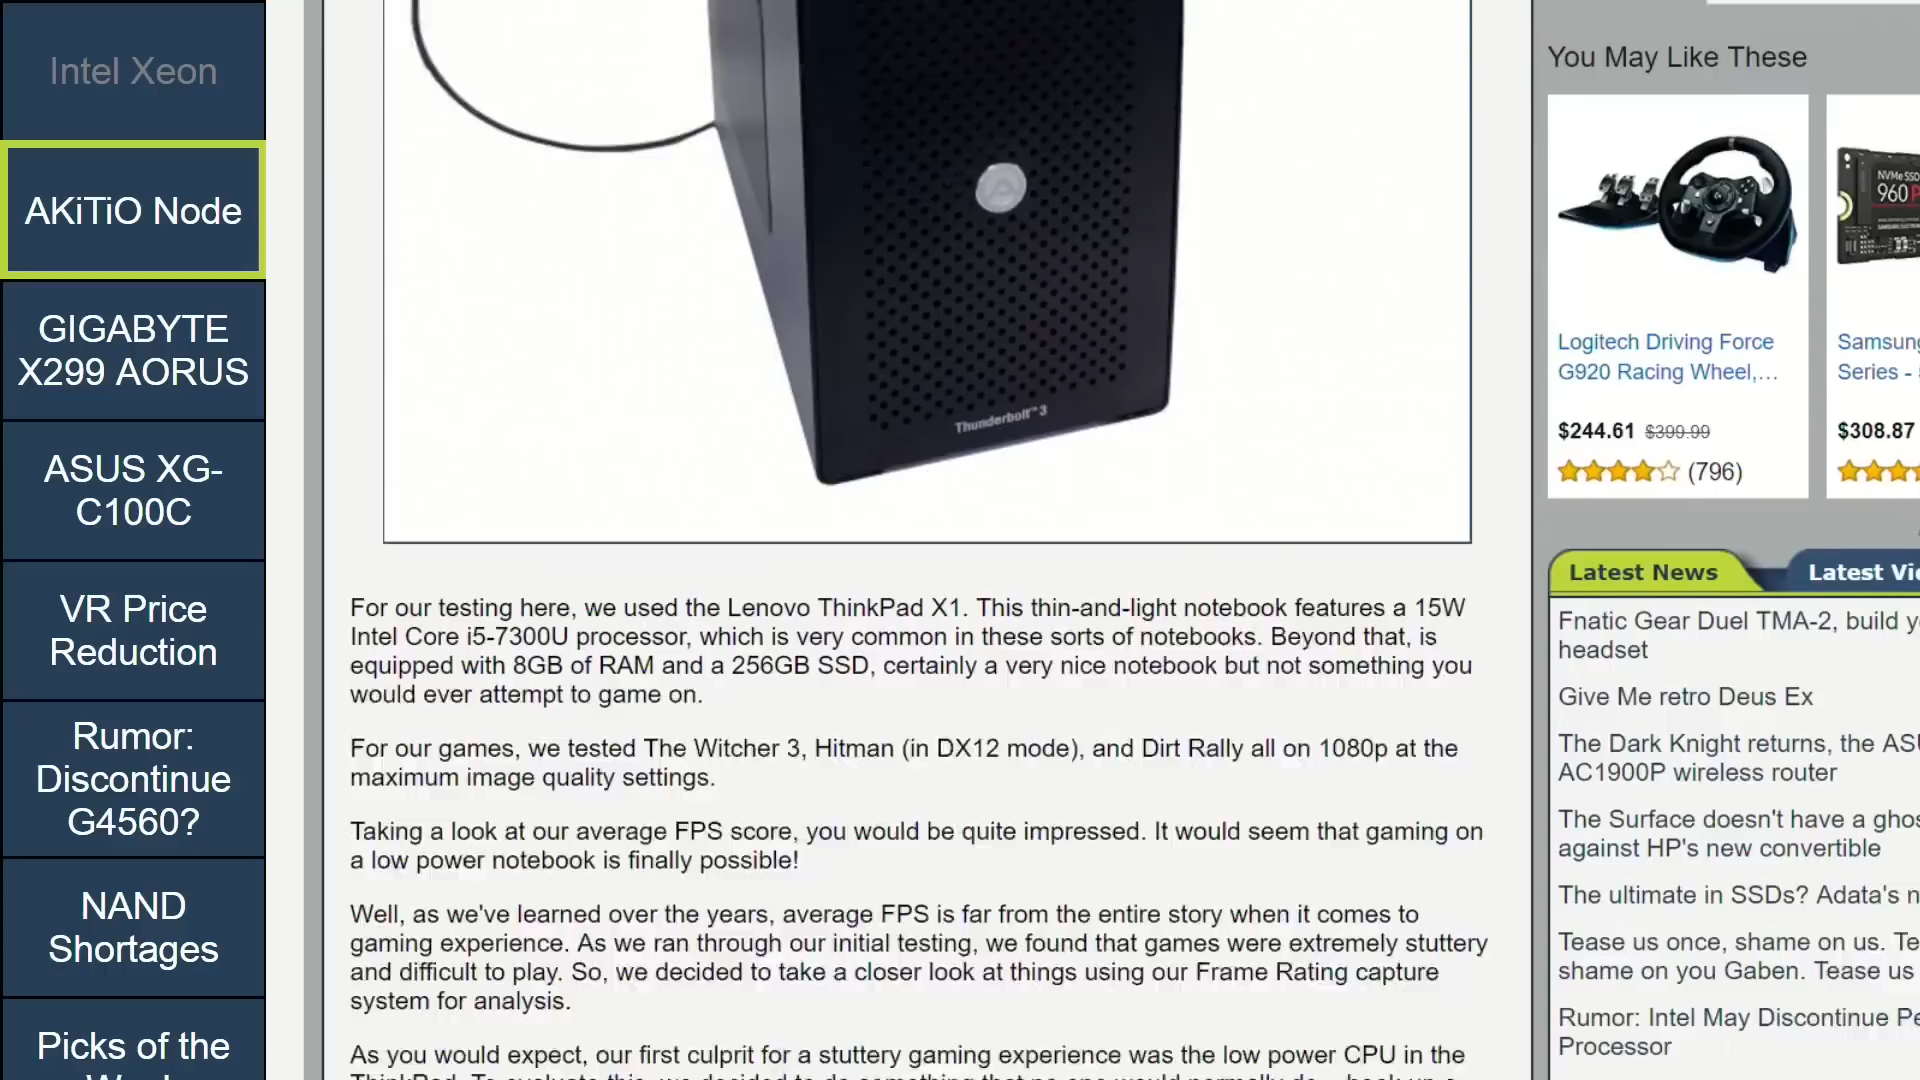 Intel Xeon
AKiTiO Node
GIGABYTE
X299 AORUS
ASUS XG-
C100C
VR Price
Reduction
Rumor:
Discontinue
G4560?
NAND
Shortages
Picks of the
Thunderbolt™ 3
For our testing here, we used the Lenovo ThinkPad X1. This thin-and-light notebook features a 15W
Intel Core i5-7300U processor, which is very common in these sorts of notebooks. Beyond that, is
equipped with 8GB of RAM and a 256GB SSD, certainly a very nice notebook but not something you
would ever attempt to game on.
For our games, we tested The Witcher 3, Hitman (in DX12 mode), and Dirt Rally all on 1080p at the
maximum image quality settings.
Taking a look at our average FPS score, you would be quite impressed. It would seem that gaming on
a low power notebook is finally possible!
Well, as we've learned over the years, average FPS is far from the entire story when it comes to
gaming experience. As we ran through our initial testing, we found that games were extremely stuttery
and difficult to play. So, we decided to take a closer look at things using our Frame Rating capture
system for analysis.
As you would expect, our first culprit for a stuttery gaming experience was the low power CPU in the
You May Like These
NVMe SSD
960 P
Logitech Driving Force
G920 Racing Wheel,...
$244.61 $399.99
(796)
Samsung
Series -
$308.87
Latest News
Latest Vi
Fnatic Gear Duel TMA-2, build y
headset
Give Me retro Deus Ex
The Dark Knight returns, the ASU
AC1900P wireless router
The Surface doesn't have a ghos
against HP's new convertible
The ultimate in SSDs? Adata's n
Tease us once, shame on us. Te
shame on you Gaben. Tease us
Rumor: Intel May Discontinue Pe
Processor